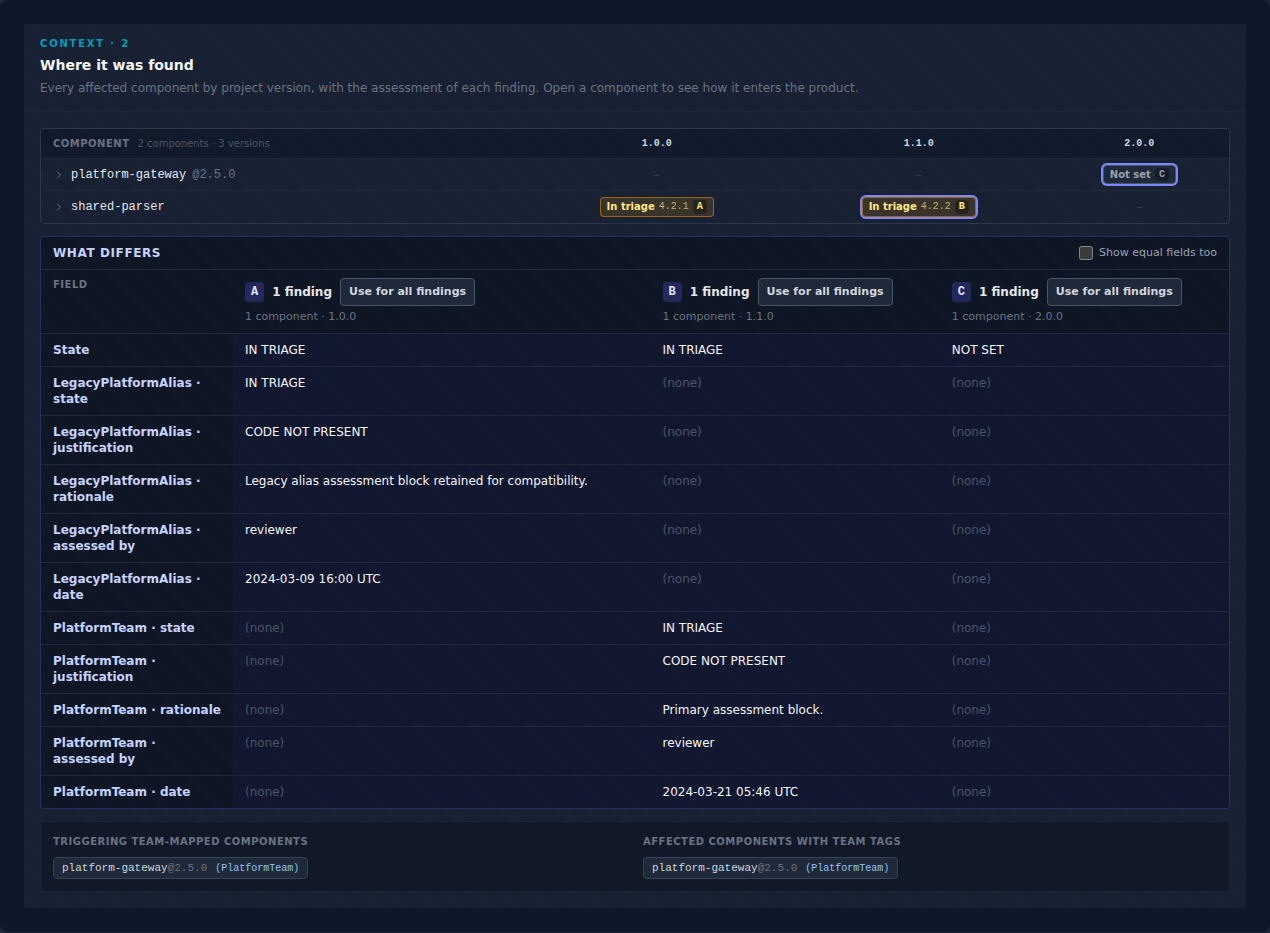 CONTEXT · 2
Where it was found
Every affected component by project version, with the assessment of each finding. Open a component to see how it enters the product.
COMPONENT 2 components · 3 versions 1.0.0 1.1.0 2.0.0
platform-gateway @2.5.0 – – Not set C
shared-parser In triage 4.2.1 A In triage 4.2.2 B –
WHAT DIFFERS Show equal fields too
FIELD A 1 finding Use for all findings B 1 finding Use for all findings C 1 finding Use for all findings
1 component · 1.0.0 1 component · 1.1.0 1 component · 2.0.0
State IN TRIAGE IN TRIAGE NOT SET
LegacyPlatformAlias · IN TRIAGE (none) (none)
state
LegacyPlatformAlias · CODE NOT PRESENT (none) (none)
justification
LegacyPlatformAlias · Legacy alias assessment block retained for compatibility. (none) (none)
rationale
LegacyPlatformAlias · reviewer (none) (none)
assessed by
LegacyPlatformAlias · 2024-03-09 16:00 UTC (none) (none)
date
PlatformTeam · state (none) IN TRIAGE (none)
PlatformTeam · (none) CODE NOT PRESENT (none)
justification
PlatformTeam · rationale (none) Primary assessment block. (none)
PlatformTeam · (none) reviewer (none)
assessed by
PlatformTeam · date (none) 2024-03-21 05:46 UTC (none)
TRIGGERING TEAM-MAPPED COMPONENTS AFFECTED COMPONENTS WITH TEAM TAGS
platform-gateway@2.5.0 (PlatformTeam) platform-gateway@2.5.0 (PlatformTeam)